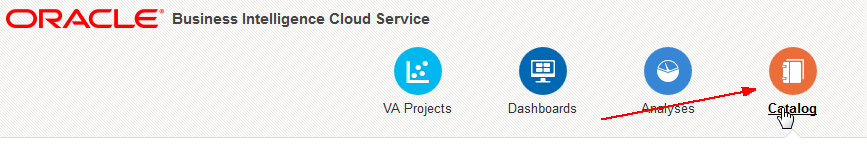 ORACLE® Business Intelligence Cloud Service
VA Projects Dashboards Analyses Catalog